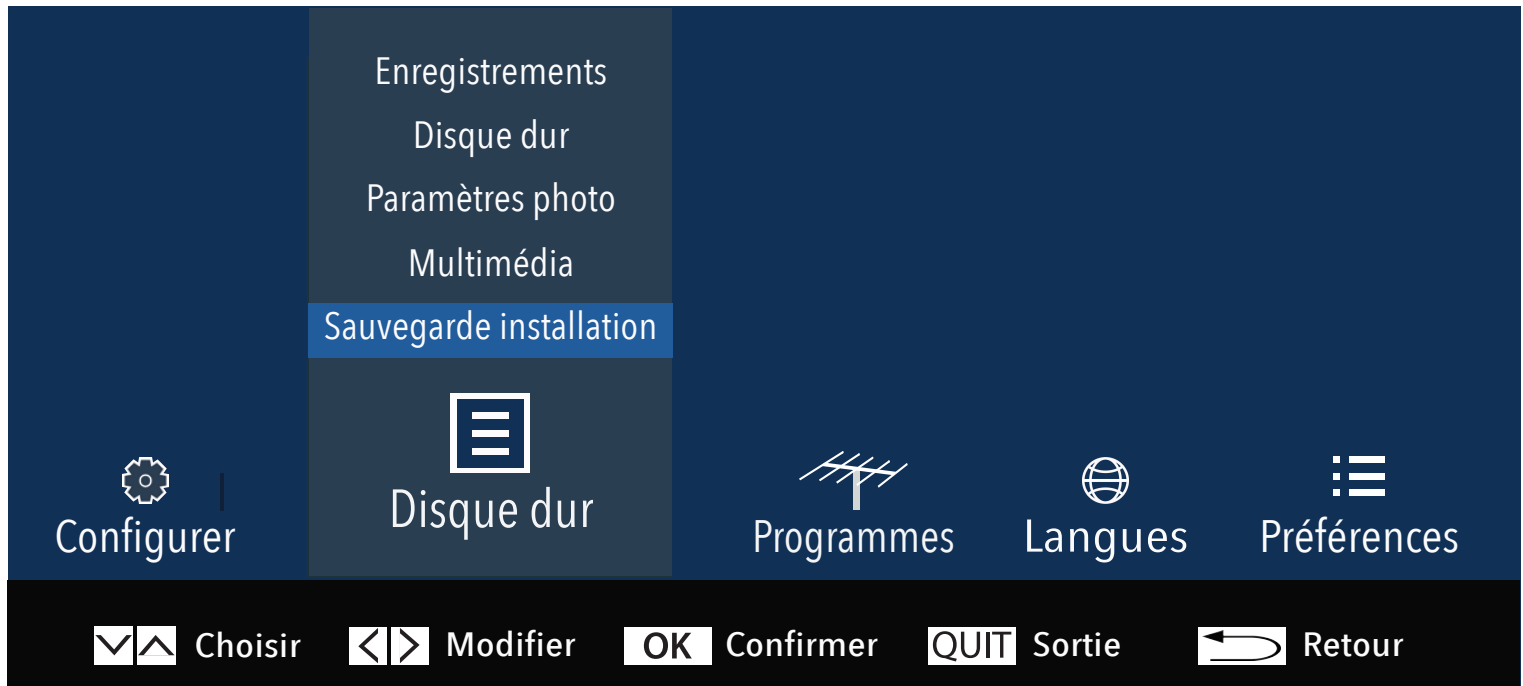 Enregistrements
Disque dur
Paramètres photo
Multimédia
Sauvegarde installation
Configurer
Disque dur
Programmes
Langues
Préférences
Choisir
Modifier
OK Confirmer
QUIT Sortie
Retour